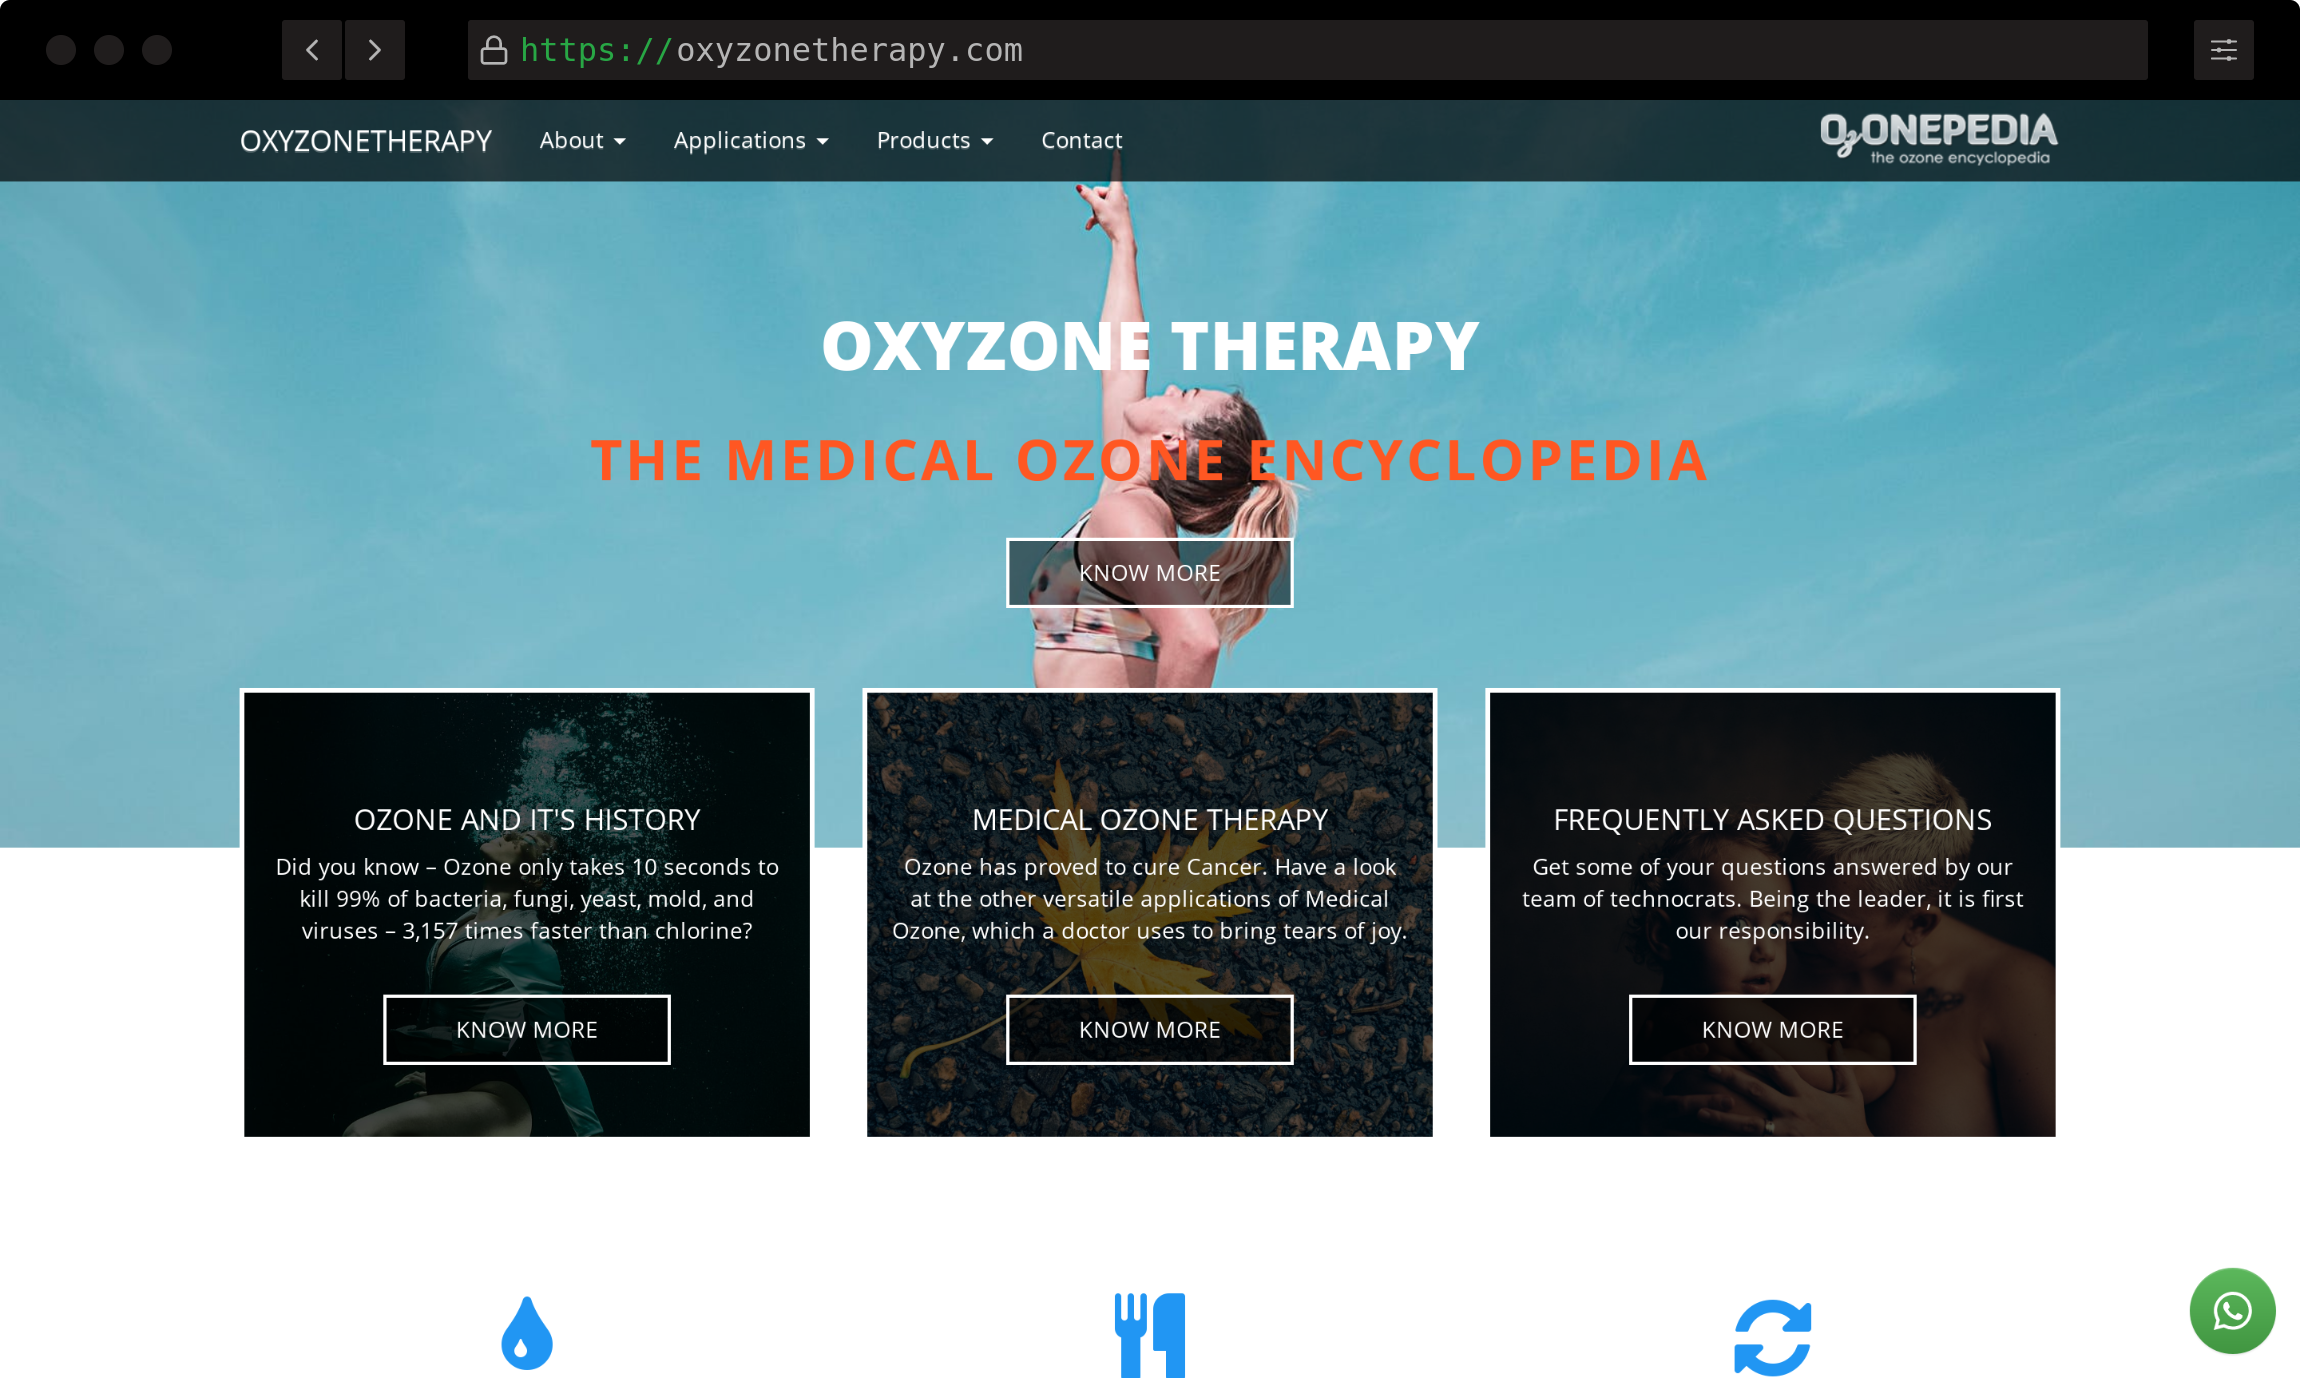 https://oxyzonetherapy.com
OXYZONETHERAPY About Applications Products Contact
OzONEPEDIA
the ozone encyclopedia
OXYZONE THERAPY
THE MEDICAL OZONE ENCYCLOPEDIA
KNOW MORE
OZONE AND IT'S HISTORY
Did you know – Ozone only takes 10 seconds to
kill 99% of bacteria, fungi, yeast, mold, and
viruses – 3,157 times faster than chlorine?
KNOW MORE
MEDICAL OZONE THERAPY
Ozone has proved to cure Cancer. Have a look
at the other versatile applications of Medical
Ozone, which a doctor uses to bring tears of joy.
KNOW MORE
FREQUENTLY ASKED QUESTIONS
Get some of your questions answered by our
team of technocrats. Being the leader, it is first
our responsibility.
KNOW MORE